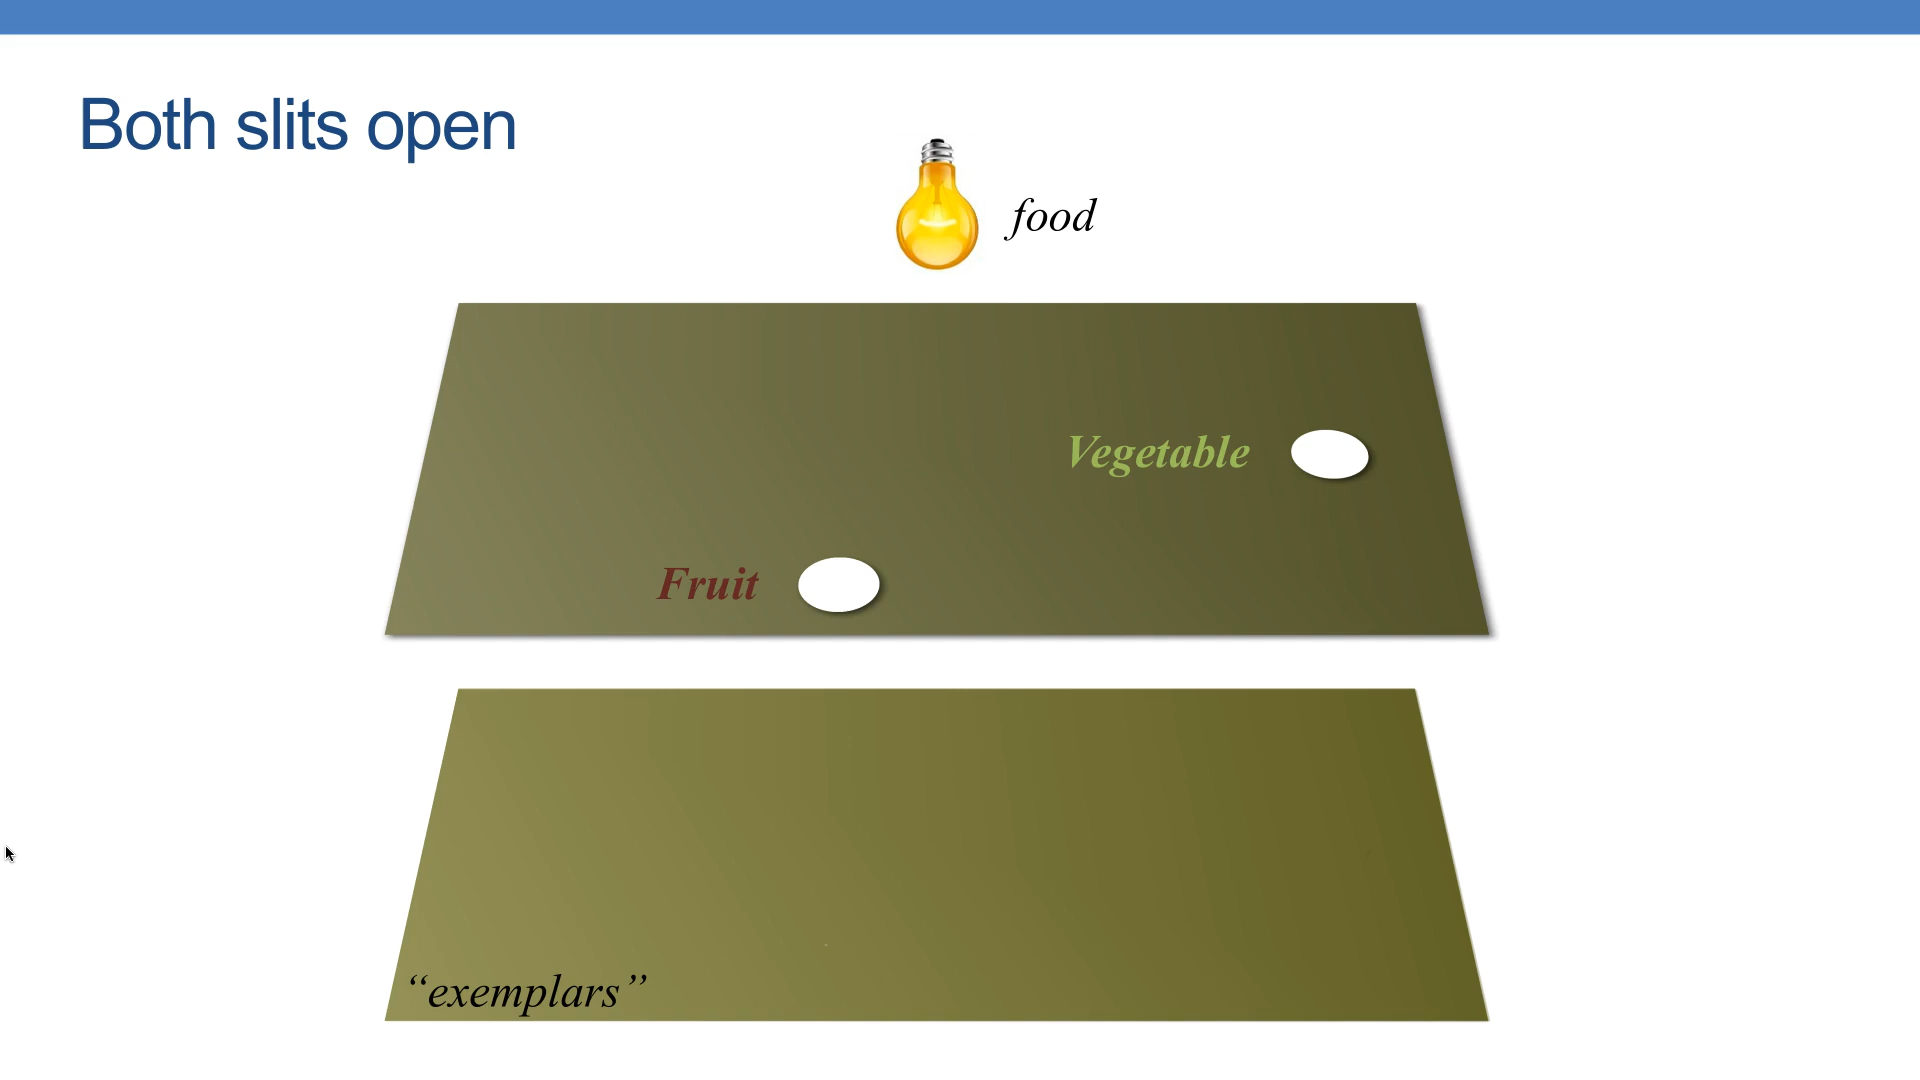 Both slits open
food
Vegetable
Fruit
“exemplars”